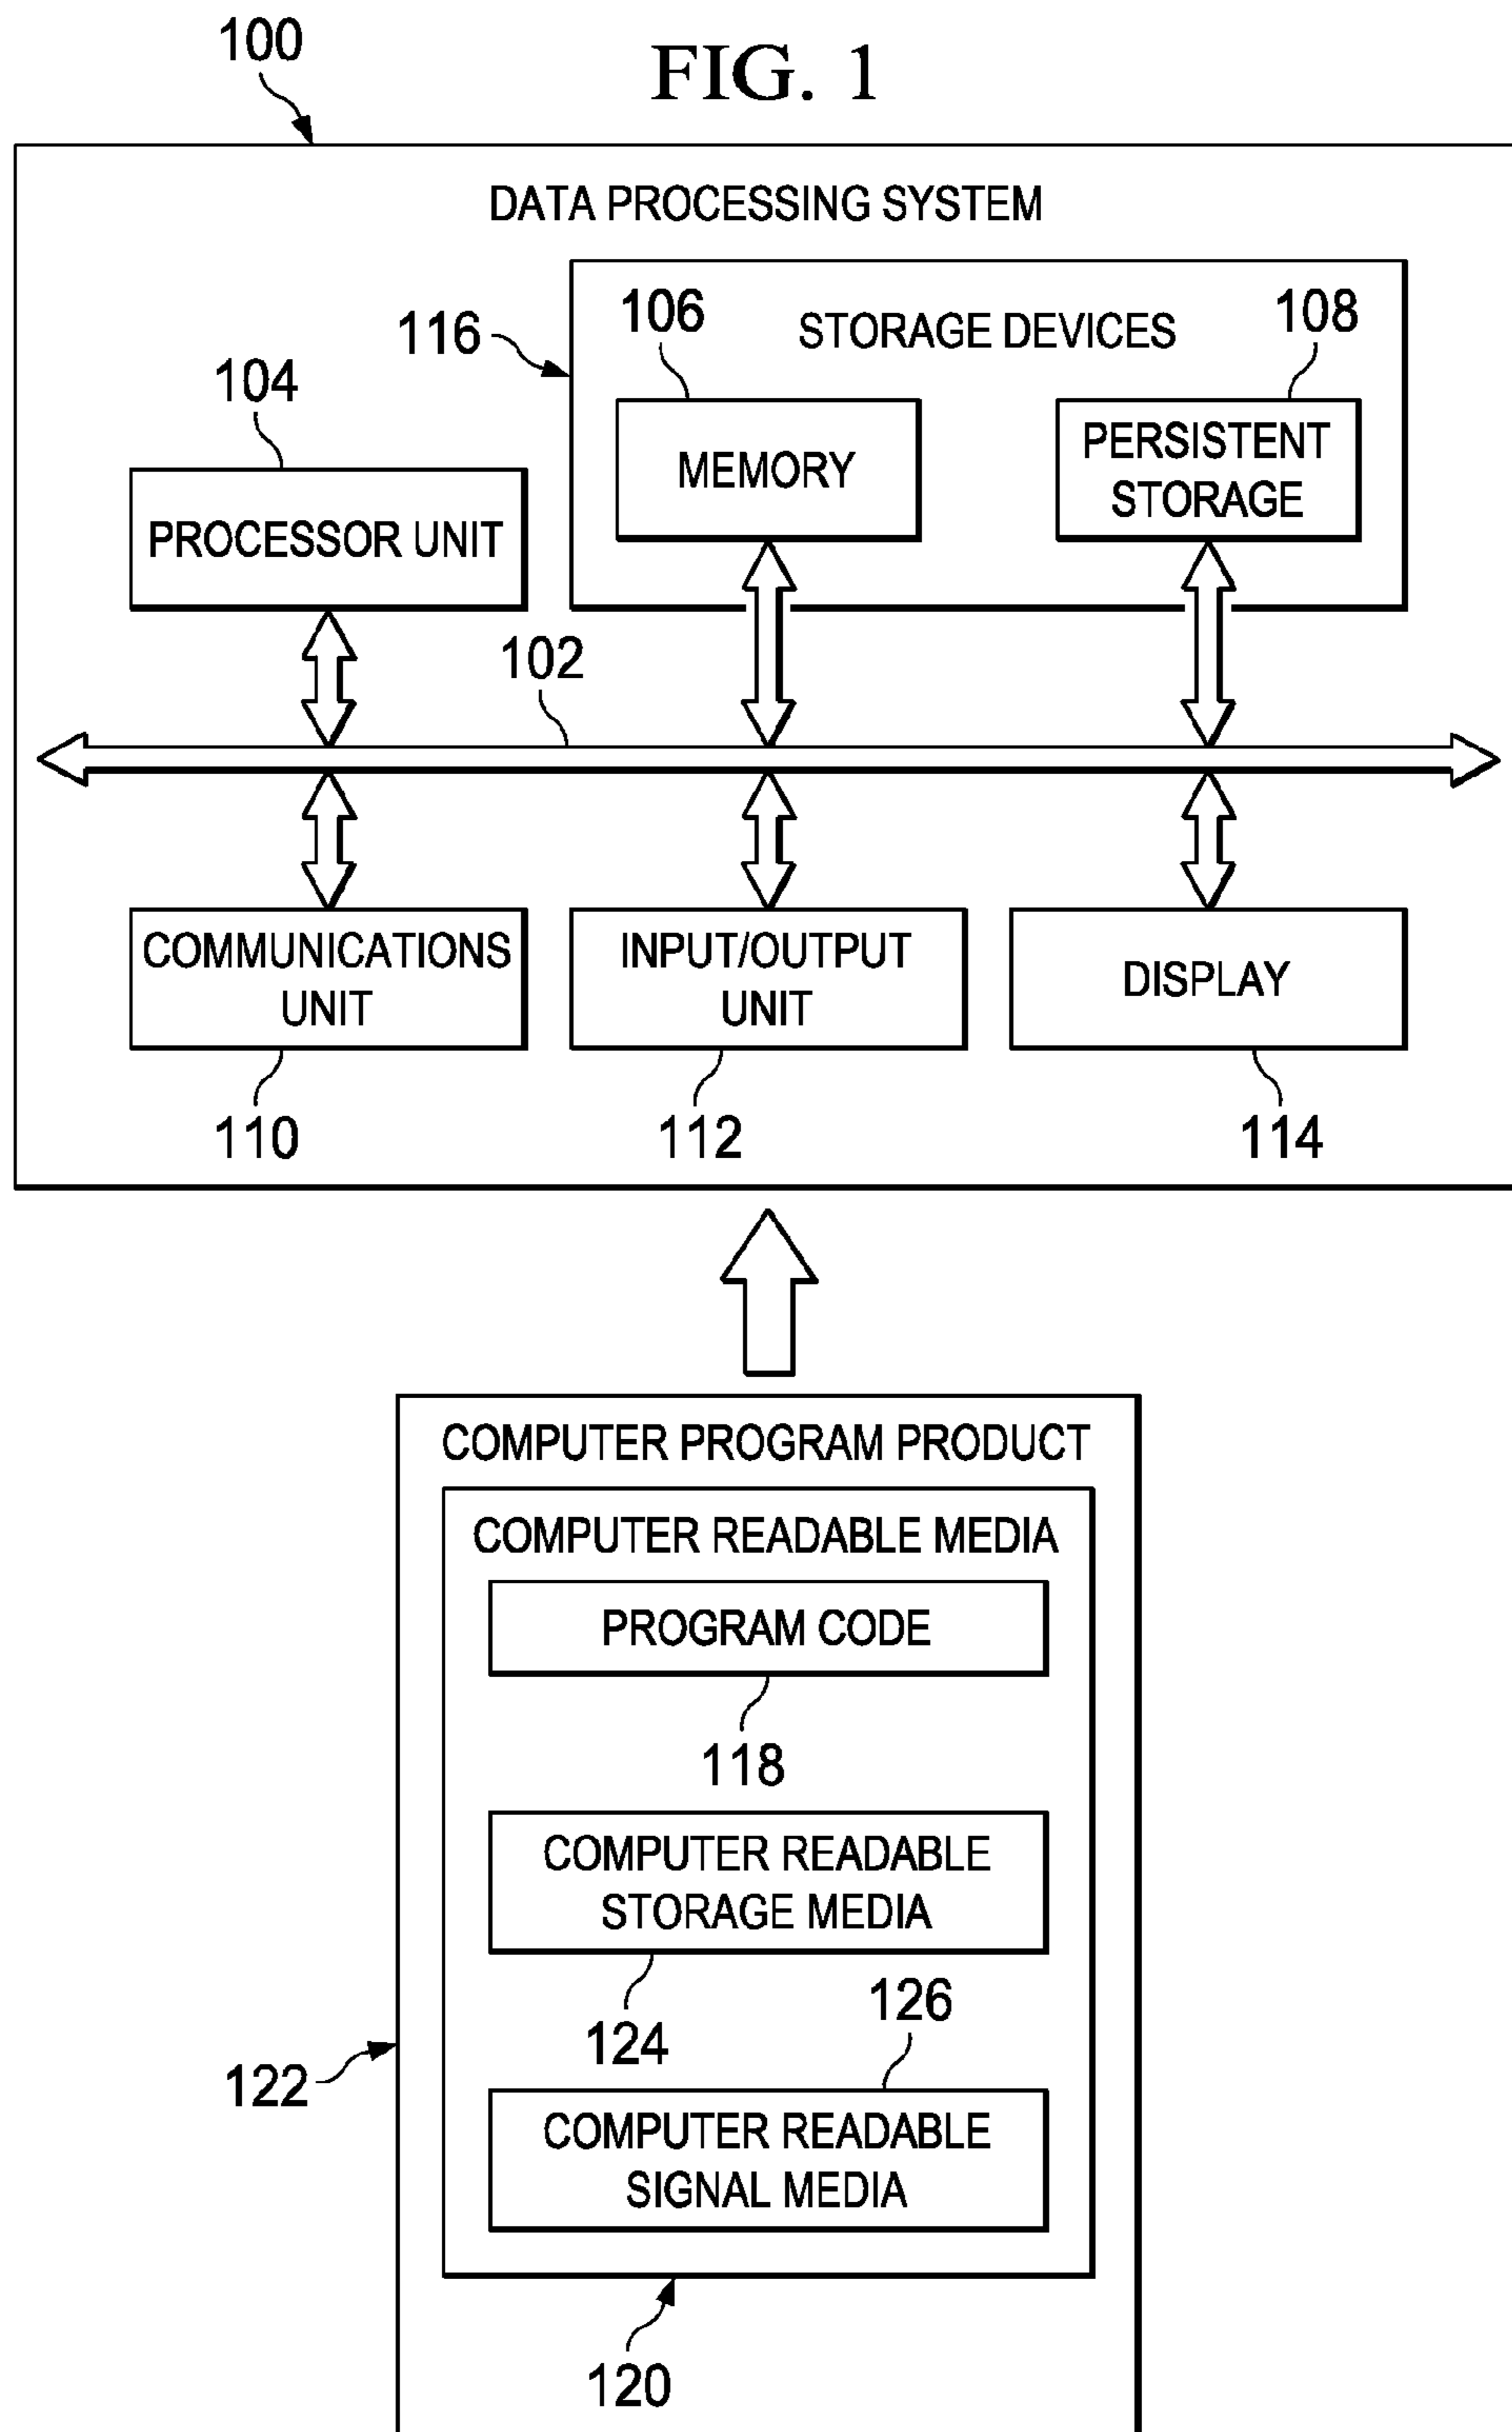 100
FIG. 1
DATA PROCESSING SYSTEM
116
106
STORAGE DEVICES
108
104
MEMORY
PERSISTENT
STORAGE
PROCESSOR UNIT
102
COMMUNICATIONS
UNIT
INPUT/OUTPUT
UNIT
DISPLAY
110
112
114
COMPUTER PROGRAM PRODUCT
COMPUTER READABLE MEDIA
PROGRAM CODE
118
COMPUTER READABLE
STORAGE MEDIA
124
126
122
COMPUTER READABLE
SIGNAL MEDIA
120